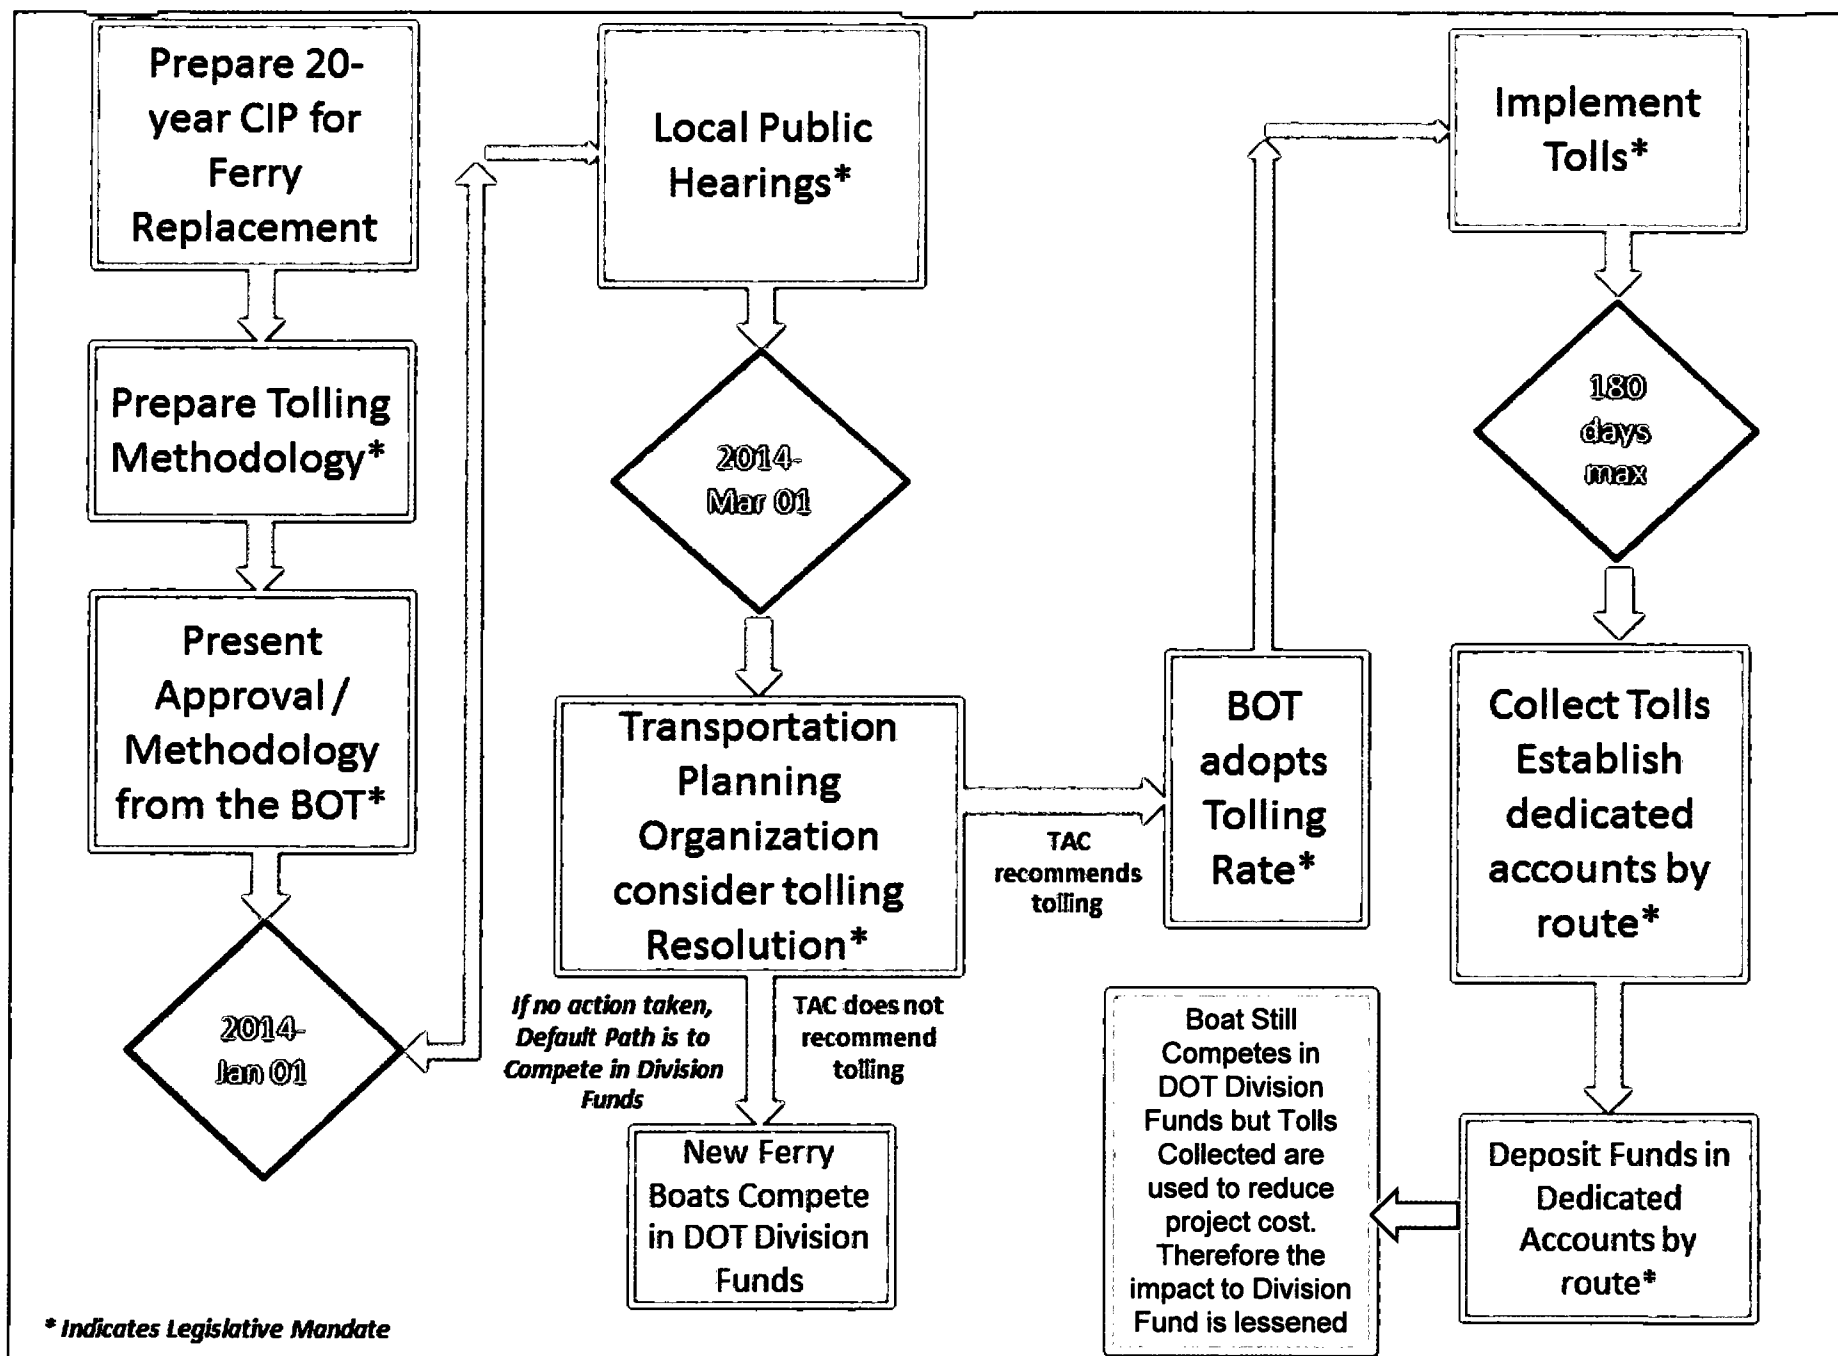 Prepare 20-
year CIP for
Ferry
Replacement
Prepare Tolling
Methodology*
Present
Approval /
Methodology
from the BOT*
2014-
Jan 01
Local Public
Hearings*
2014-
Mar 01
Transportation
Planning
Organization
consider tolling
Resolution*
If no action taken,
Default Path is to
Compete in Division
Funds
TAC does not
recommend
tolling
New Ferry
Boats Compete
in DOT Division
Funds
TAC
recommends
tolling
BOT
adopts
Tolling
Rate*
Implement
Tolls*
180
days
max
Collect Tolls
Establish
dedicated
accounts by
route*
Deposit Funds in
Dedicated
Accounts by
route*
Boat Still
Competes in
DOT Division
Funds but Tolls
Collected are
used to reduce
project cost.
Therefore the
impact to Division
Fund is lessened
* Indicates Legislative Mandate